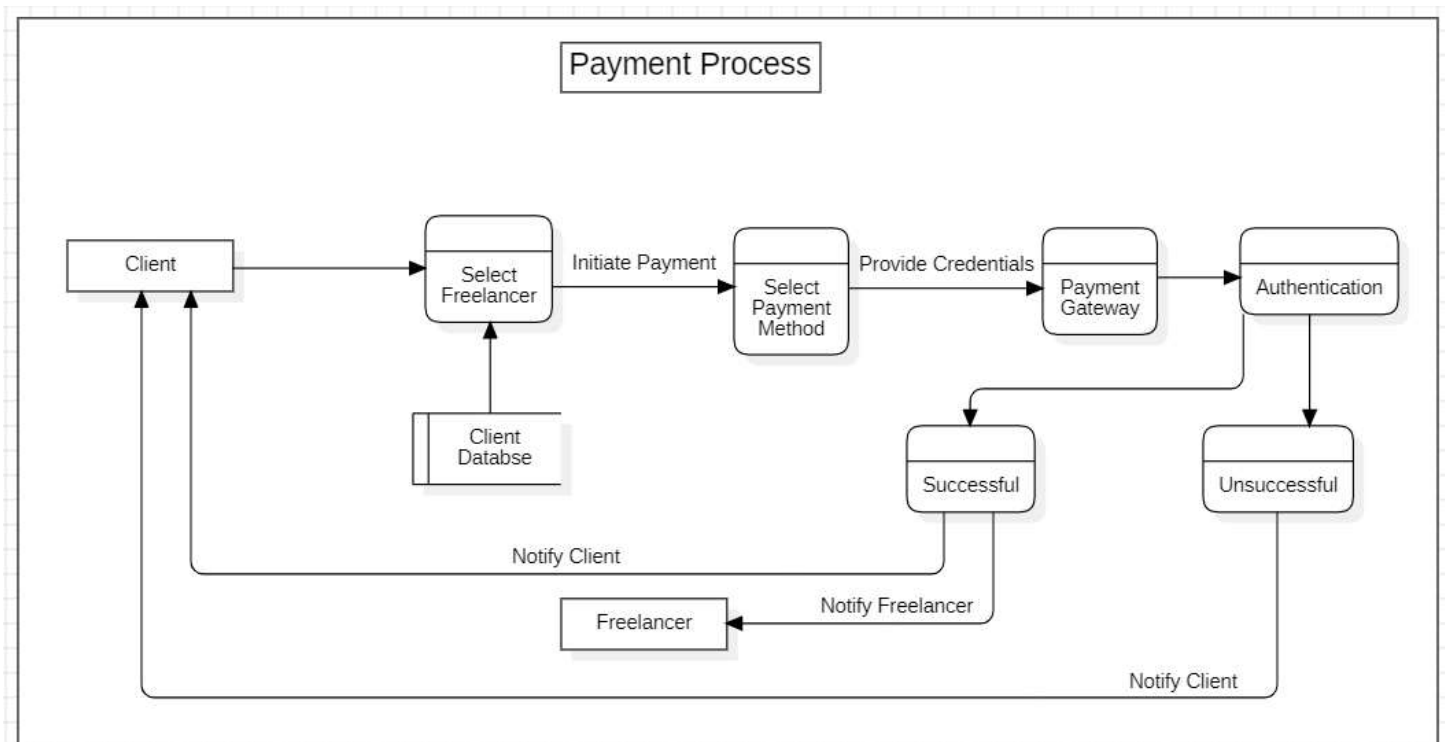 Payment Process
Client
Select
Freelancer
Initiate Payment
Select
Payment
Method
Provide Credentials
Payment
Gateway
Authentication
Client
Databse
Successful
Unsuccessful
Notify Client
Notify Freelancer
Freelancer
Notify Client